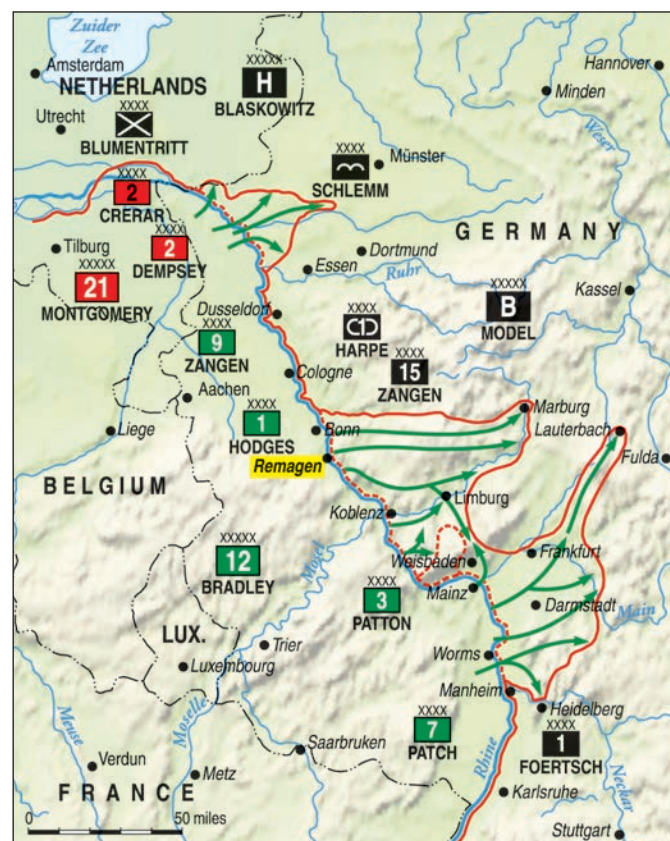 Zuider
Zee
Amsterdam
Hannover
NETHERLANDS
XXXXX
H
BLASKOWITZ
Minden
Utrecht
XXXX
BLUMENTRITT
Weser
XXXX
SCHLEMM
Münster
XXXX
2
CRERAR
GERMANY
Tilburg
XXXX
2
DEMPSEY
Dortmund
Essen
Ruhr
XXXXX
21
MONTGOMERY
XXXXX
B
MODEL
Kassel
Dusseldorf
XXXX
1
HARPE
XXXX
9
ZANGEN
XXXX
15
ZANGEN
Cologne
Aachen
Marburg
XXXX
1
HODGES
Liege
Bonn
Lauterbach
Fulda
Remagen
BELGIUM
Limburg
Koblenz
Mosel
XXXXX
12
BRADLEY
Frankfurt
Weisbaden
XXXX
3
PATTON
Mainz
Darmstadt
Main
LUX.
Trier
Worms
Luxembourg
Manheim
Heidelberg
XXXX
7
PATCH
XXXX
1
FOERTSCH
Meuse
Moselle
Saarbruken
Rhine
Neckar
Verdun
Metz
FRANCE
Karlsruhe
0
50 miles
Stuttgart